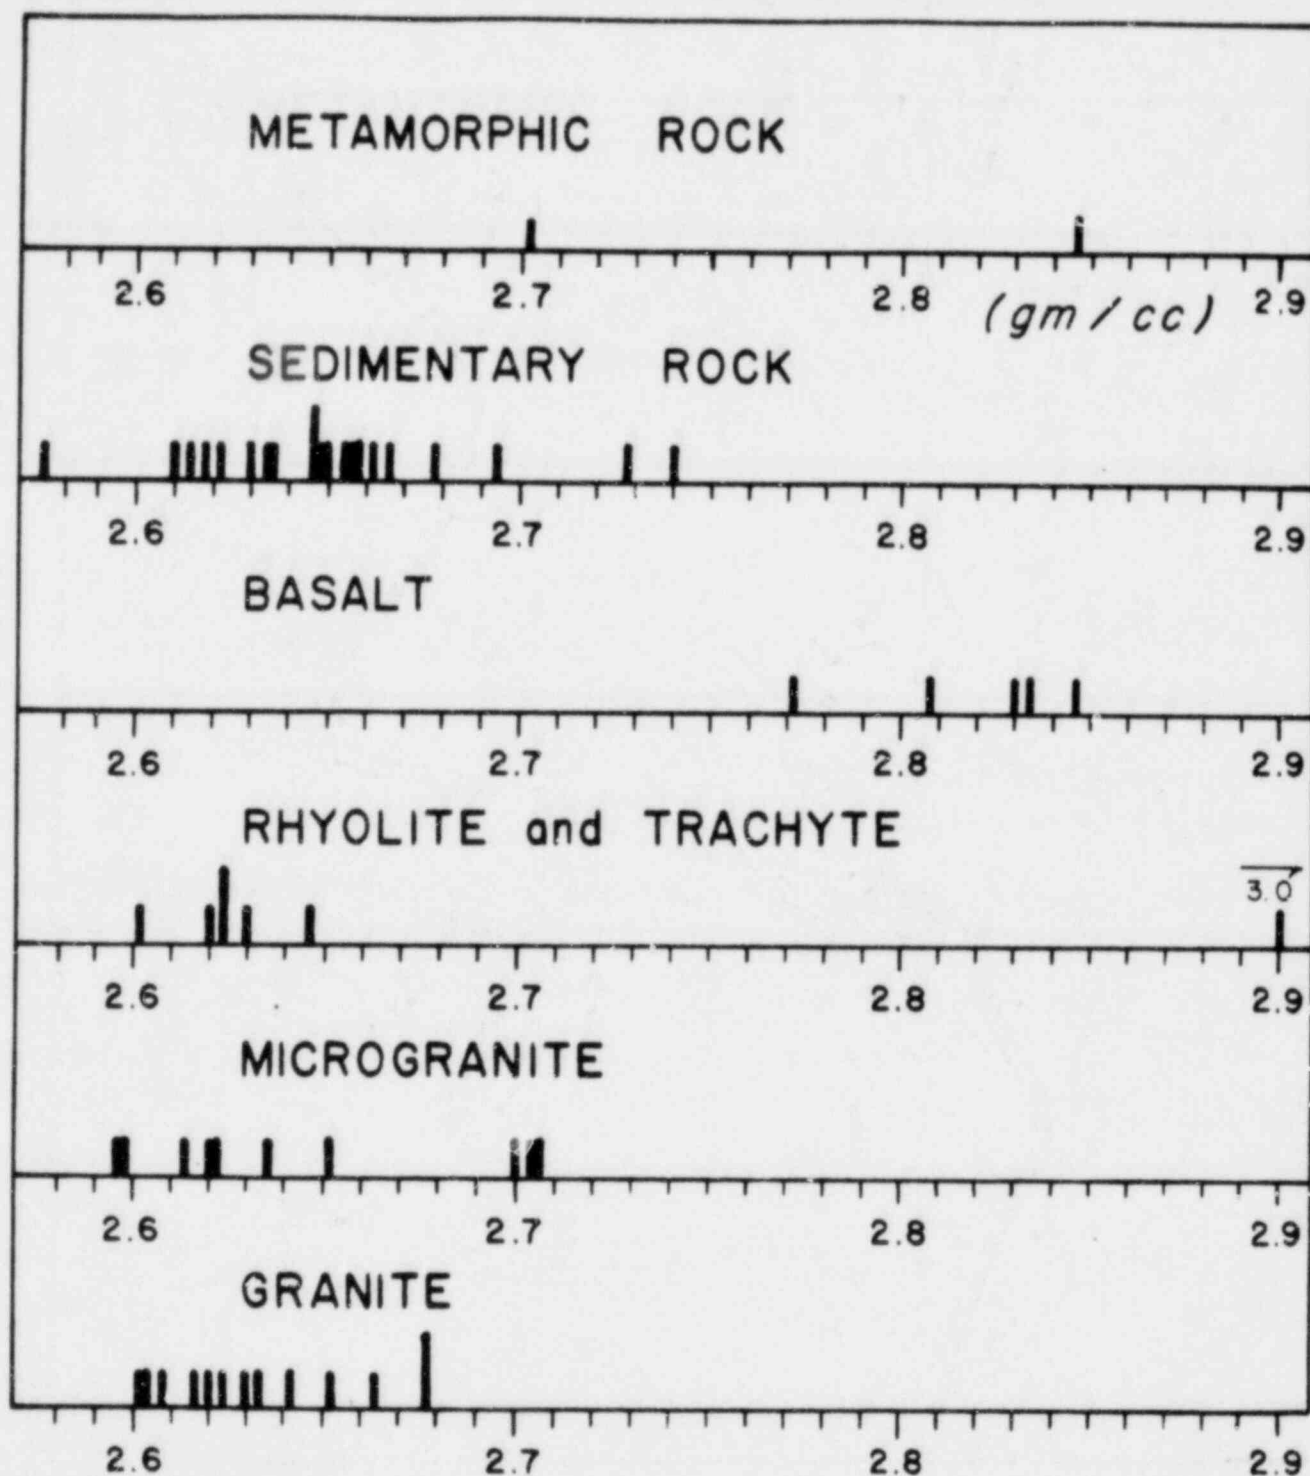 METAMORPHIC ROCK
2.6 2.7 2.8 (gm/cc) 2.9
SEDIMENTARY ROCK
2.6 2.7 2.8 2.9
BASALT
2.6 2.7 2.8 2.9
RHYOLITE and TRACHYTE
3.0
2.6 2.7 2.8 2.9
MICROGRANITE
2.6 2.7 2.8 2.9
GRANITE
2.6 2.7 2.8 2.9